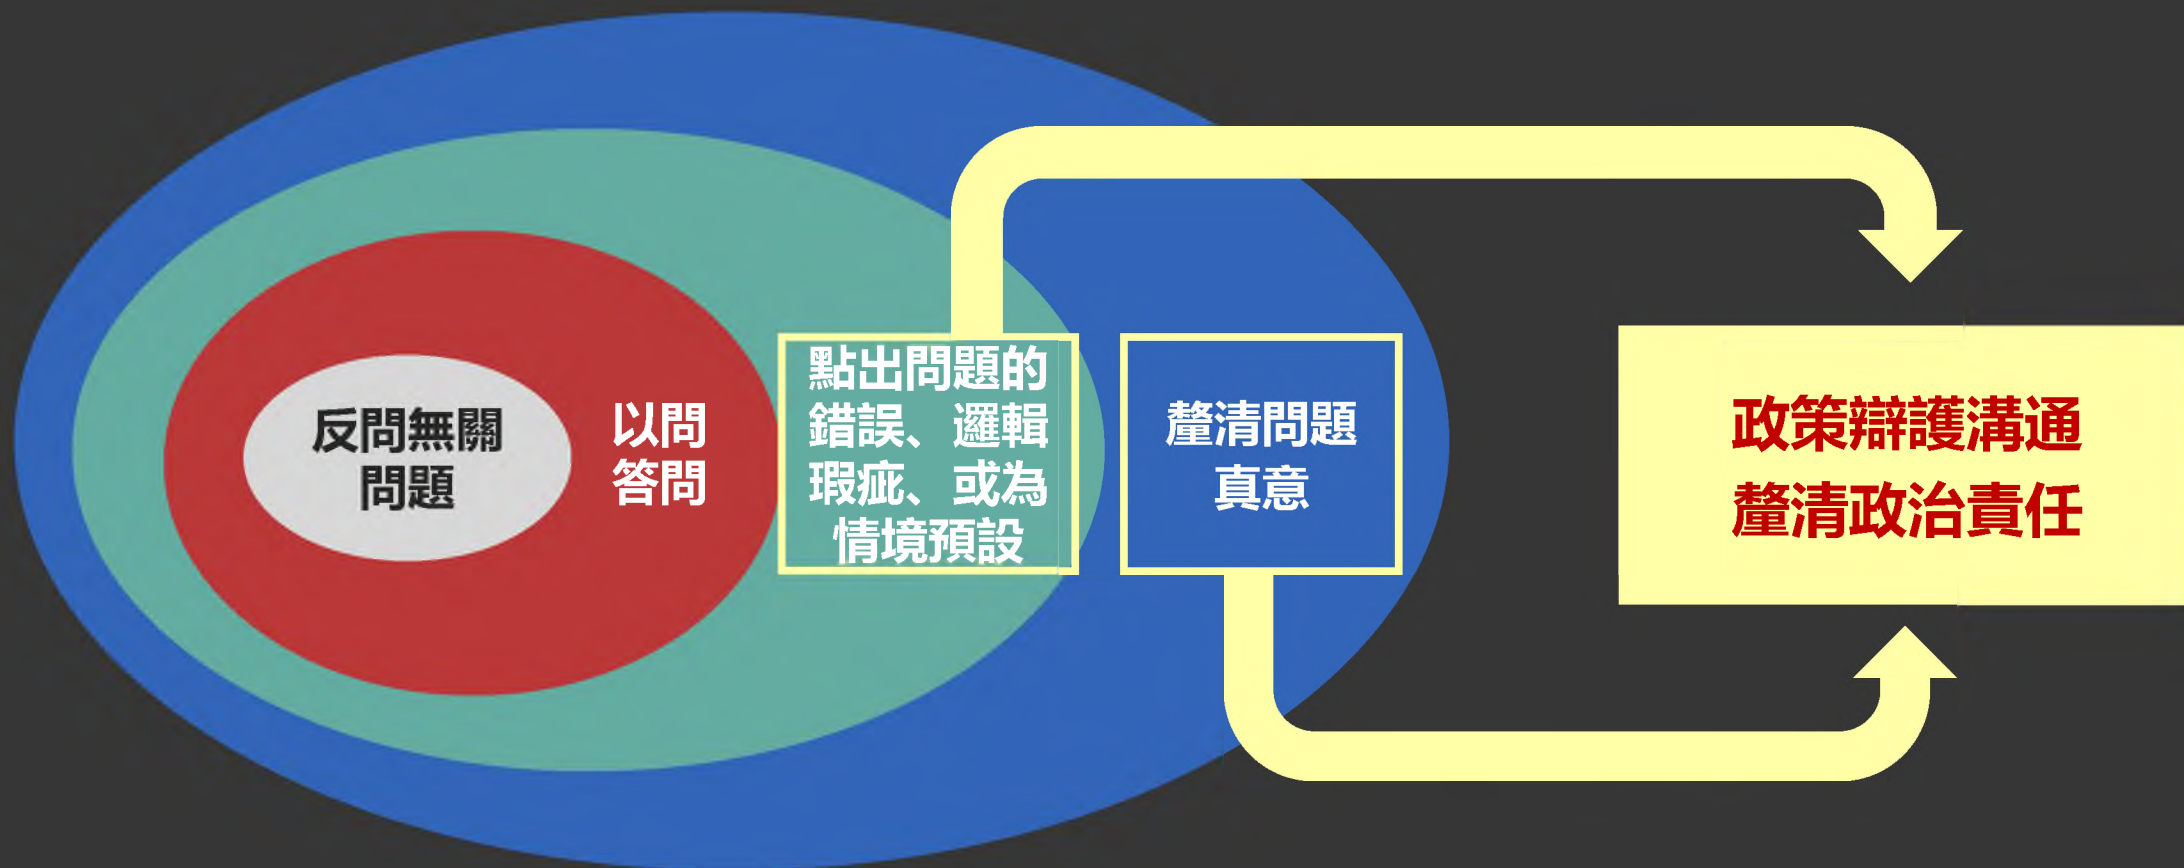 反問無關
問題
以問
答問
點出問題的
錯誤、邏輯
瑕疵、或為
情境預設
釐清問題
真意
政策辯護溝通
釐清政治責任